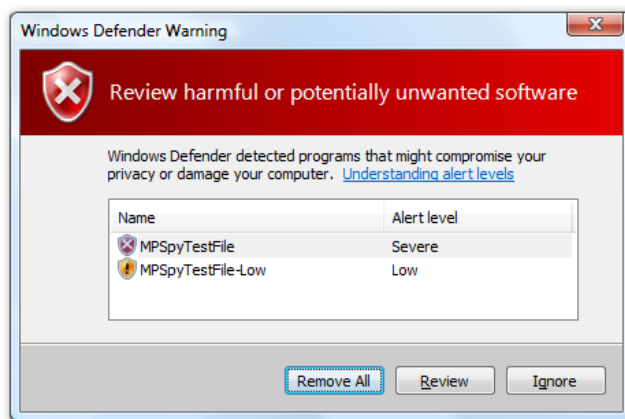 Windows Defender Warning
Review harmful or potentially unwanted software
Windows Defender detected programs that might compromise your
privacy or damage your computer. Understanding alert levels
Name Alert level
MPSpyTestFile Severe
MPSpyTestFile-Low Low
Remove All Review Ignore